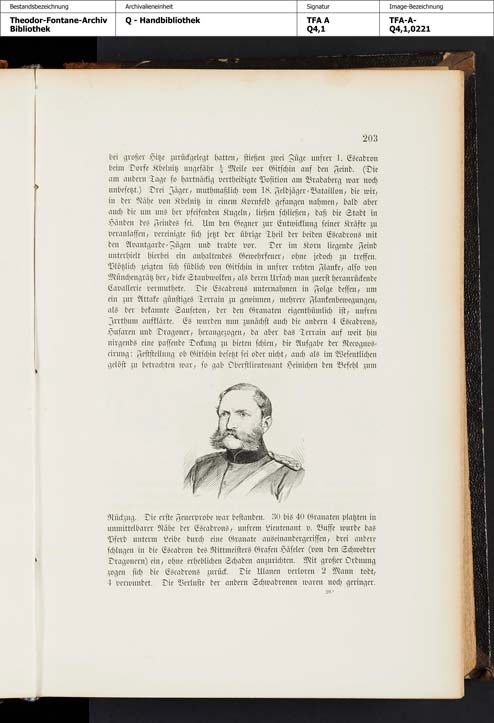 Bestandsbezeichnung
Archivalieneinheit
Signatur
Image-Bezeichnung
Theodor-Fontane-Archiv
Bibliothek
Q - Handbibliothek
TFA A
Q4,1
TFA-A-
Q4,1,0221
203
bei großer Hitze zurückgelegt hatten, stießen zwei Züge unsrer 1. Escadron
beim Dorfe Kbelnitz ungefähr ¼ Meile vor Gitschin auf den Feind. (Die
am andern Tage so hartnäckig vertheidigte Position am Bradaberg war noch
unbesetzt.) Drei Jäger, muthmaßlich vom 18. Feldjäger-Bataillon, die wir,
in der Nähe von Kbelnitz in einem Kornfeld gefangen nahmen, bald aber
auch die um uns her pfeifenden Kugeln, ließen schließen, daß die Stadt in
Händen des Feindes sei. Um den Gegner zur Entwicklung seiner Kräfte zu
veranlassen, vereinigte sich jetzt der übrige Theil der beiden Escadrons mit
den Avantgarde-Zügen und trabte vor. Der im Korn liegende Feind
unterhielt hierbei ein anhaltendes Gewehrfeuer, ohne jedoch zu treffen.
Plötzlich zeigten sich südlich von Gitschin in unsrer rechten Flanke, also von
Münchengrätz her, dicke Staubwolken, als deren Ursach man zuerst heranrückende
Cavallerie vermuthete. Die Escadrons unternahmen in Folge dessen, um
ein zur Attake günstiges Terrain zu gewinnen, mehrere Flankenbewegungen,
als der bekannte Sauseton, der den Granaten eigenthümlich ist, unsren
Irrthum aufklärte. Es wurden nun zunächst auch die andern 4 Escadrons,
Husaren und Dragoner, herangezogen, da aber das Terrain auf weit hin
nirgends eine passende Deckung zu bieten schien, die Aufgabe der Recognos-
cirung: Feststellung ob Gitschin besetzt sei oder nicht, auch als im Wesentlichen
gelöst zu betrachten war, so gab Oberstlieutenant Heinichen den Befehl zum
Rückzug. Die erste Feuerprobe war bestanden. 30 bis 40 Granaten platzten in
unmittelbarer Nähe der Escadrons, unsrem Lieutenant v. Busse wurde das
Pferd unterm Leibe durch eine Granate auseinandergerissen, drei andere
schlugen in die Escadron des Rittmeisters Grafen Häseler (von den Schwedter
Dragonern) ein, ohne erheblichen Schaden anzurichten. Mit großer Ordnung
zogen sich die Escadrons zurück. Die Ulanen verloren 2 Mann todt,
4 verwundet. Die Verluste der andern Schwadronen waren noch geringer.